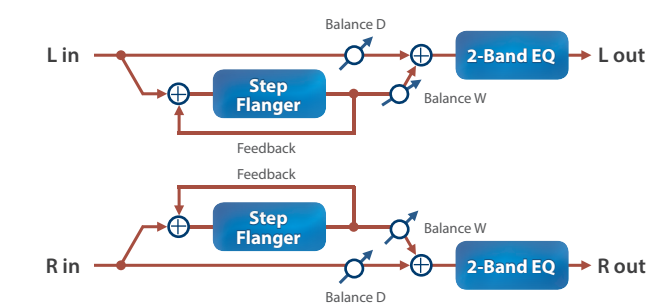 Balance D
L in
2-Band EQ
L out
Step
Flanger
Balance W
Feedback
Feedback
Step
Flanger
Balance W
R in
2-Band EQ
R out
Balance D